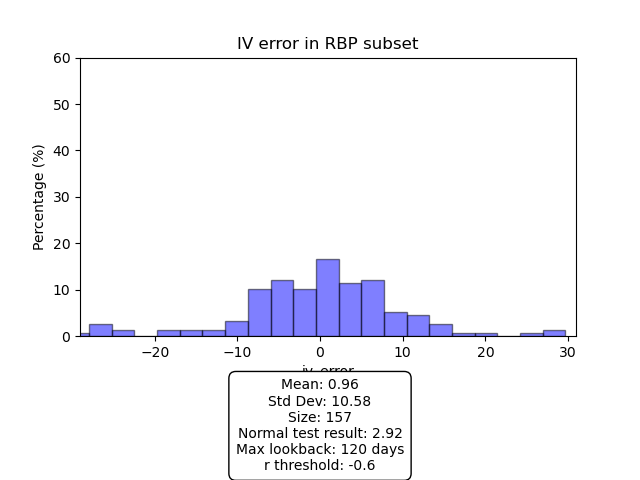 IV error in RBP subset
Percentage (%)
60
50
40
30
20
10
0
−20
−10
0
10
20
30
iv_error
Mean: 0.96
Std Dev: 10.58
Size: 157
Normal test result: 2.92
Max lookback: 120 days
r threshold: -0.6